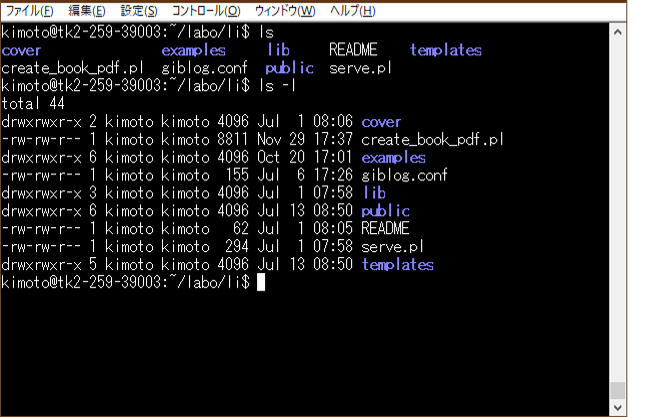 ファイル(F) 編集(E) 設定(S) コントロール(O) ウィンドウ(W) ヘルプ(H)
kimoto@tk2-259-39003:~/labo/li$ ls
cover examples lib README templates
create_book_pdf.pl giblog.conf public serve.pl
kimoto@tk2-259-39003:~/labo/li$ ls -l
total 44
drwxrwxr-x 2 kimoto kimoto 4096 Jul 1 08:06 cover
-rw-rw-r-- 1 kimoto kimoto 8811 Nov 29 17:37 create_book_pdf.pl
drwxrwxr-x 6 kimoto kimoto 4096 Oct 20 17:01 examples
-rw-rw-r-- 1 kimoto kimoto 155 Jul 6 17:26 giblog.conf
drwxrwxr-x 3 kimoto kimoto 4096 Jul 1 07:58 lib
drwxrwxr-x 6 kimoto kimoto 4096 Jul 13 08:50 public
-rw-rw-r-- 1 kimoto kimoto 62 Jul 1 08:05 README
-rw-rw-r-- 1 kimoto kimoto 294 Jul 1 07:58 serve.pl
drwxrwxr-x 5 kimoto kimoto 4096 Jul 13 08:50 templates
kimoto@tk2-259-39003:~/labo/li$